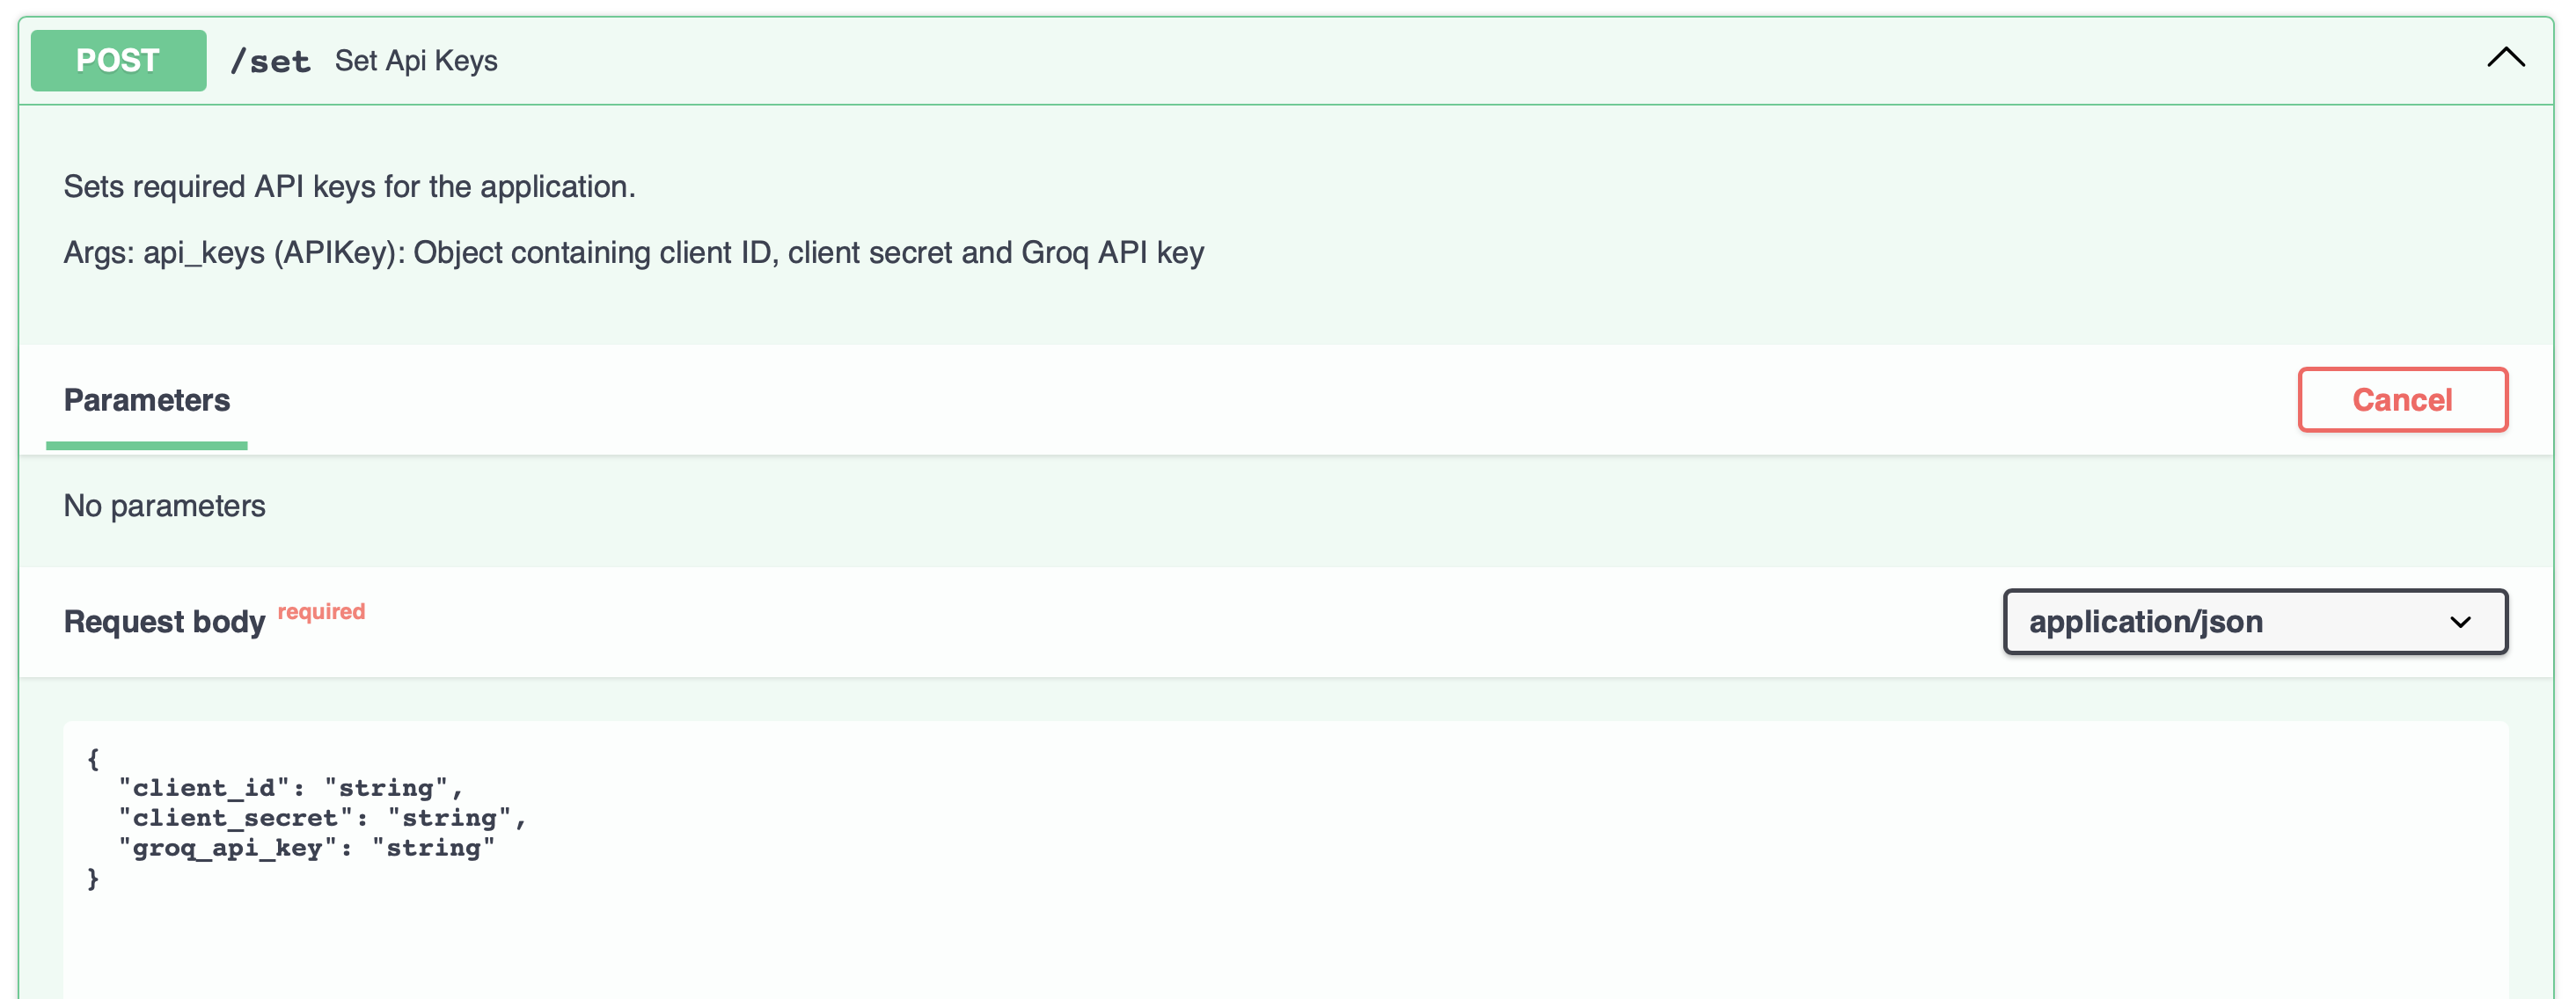 POST /set Set Api Keys
Sets required API keys for the application.
Args: api_keys (APIKey): Object containing client ID, client secret and Groq API key
Parameters
Cancel
No parameters
Request body required
application/json
{
  "client_id": "string",
  "client_secret": "string",
  "groq_api_key": "string"
}